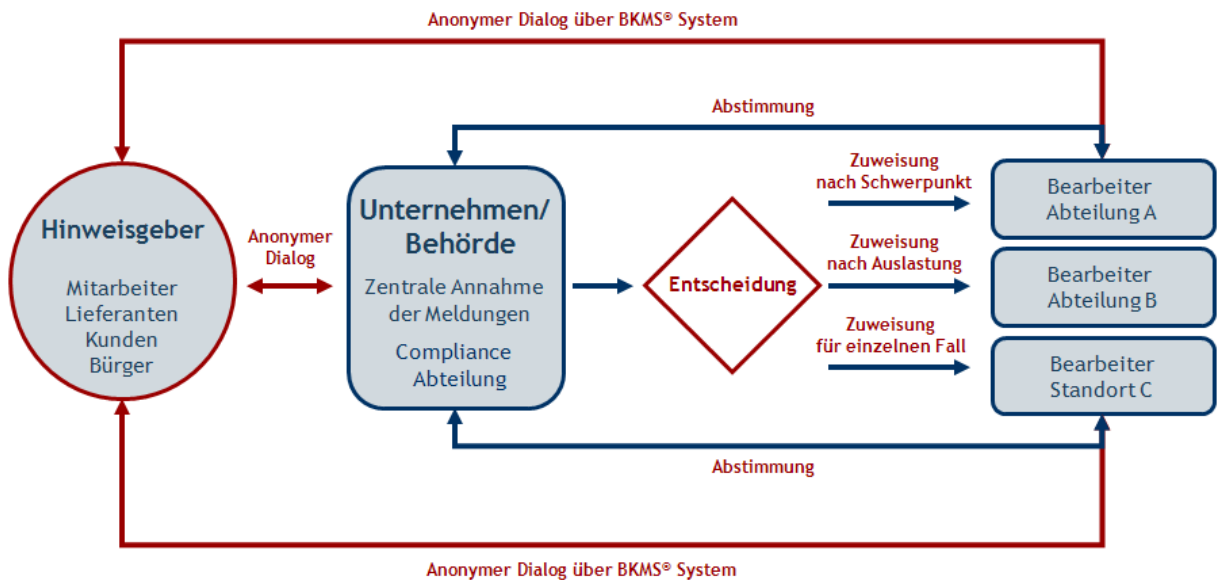 Anonymer Dialog über BKMS® System
Abstimmung
Hinweisgeber
Mitarbeiter
Lieferanten
Kunden
Bürger
Anonymer
Dialog
Unternehmen/
Behörde
Zentrale Annahme
der Meldungen
Compliance
Abteilung
Entscheidung
Zuweisung
nach Schwerpunkt
Zuweisung
nach Auslastung
Zuweisung
für einzelnen Fall
Bearbeiter
Abteilung A
Bearbeiter
Abteilung B
Bearbeiter
Standort C
Abstimmung
Anonymer Dialog über BKMS® System